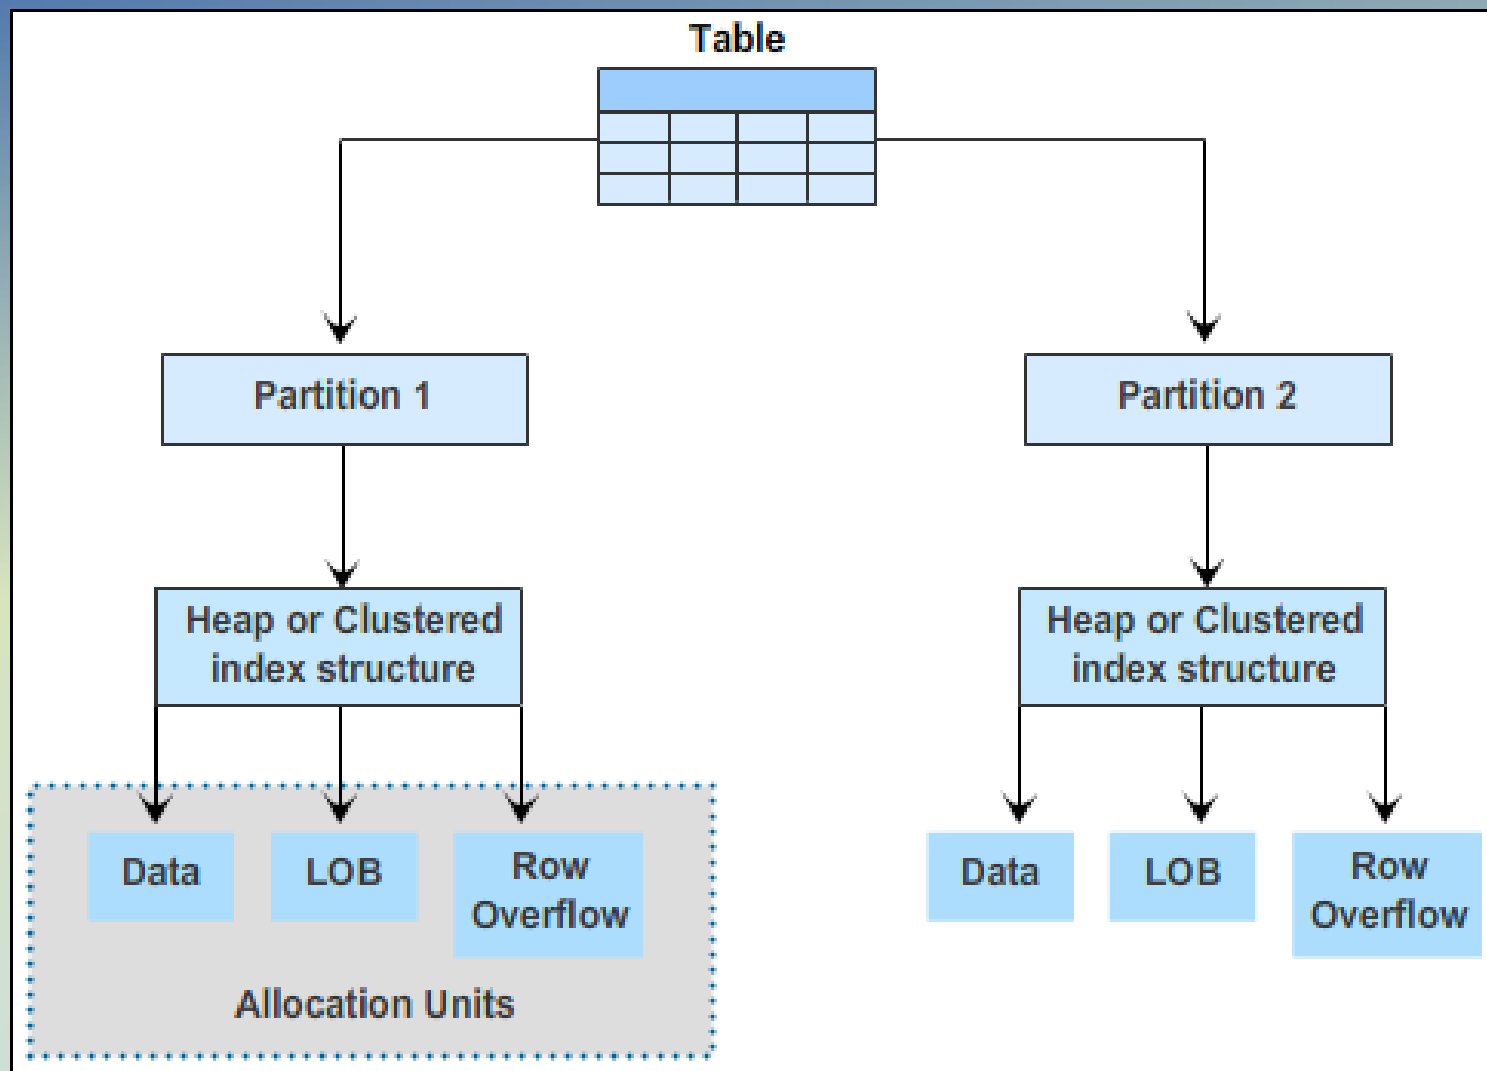 Table
Partition 1
Partition 2
Heap or Clustered
index structure
Heap or Clustered
index structure
Data
LOB
Row
Overflow
Allocation Units
Data
LOB
Row
Overflow